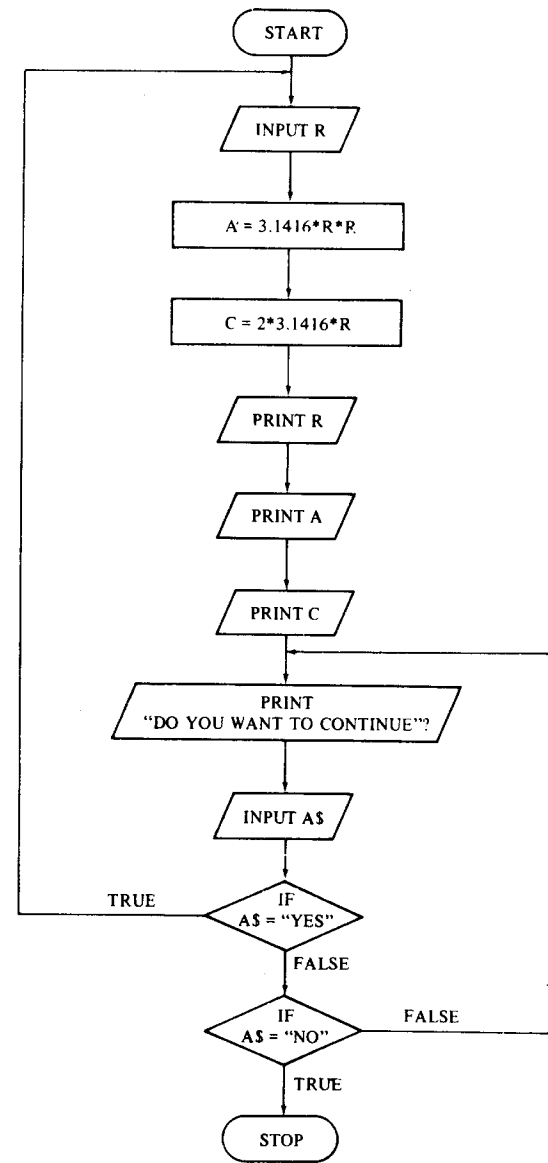 START
INPUT R
A = 3.1416*R*R
C = 2*3.1416*R
PRINT R
PRINT A
PRINT C
PRINT
“DO YOU WANT TO CONTINUE”?
INPUT A$
TRUE
IF
A$ = “YES”
FALSE
IF
A$ = “NO”
FALSE
TRUE
STOP